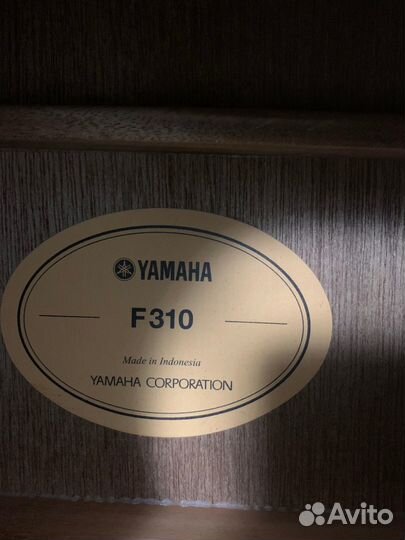 YAMAHA
F310
Made in Indonesia
YAMAHA CORPORATION
Avito